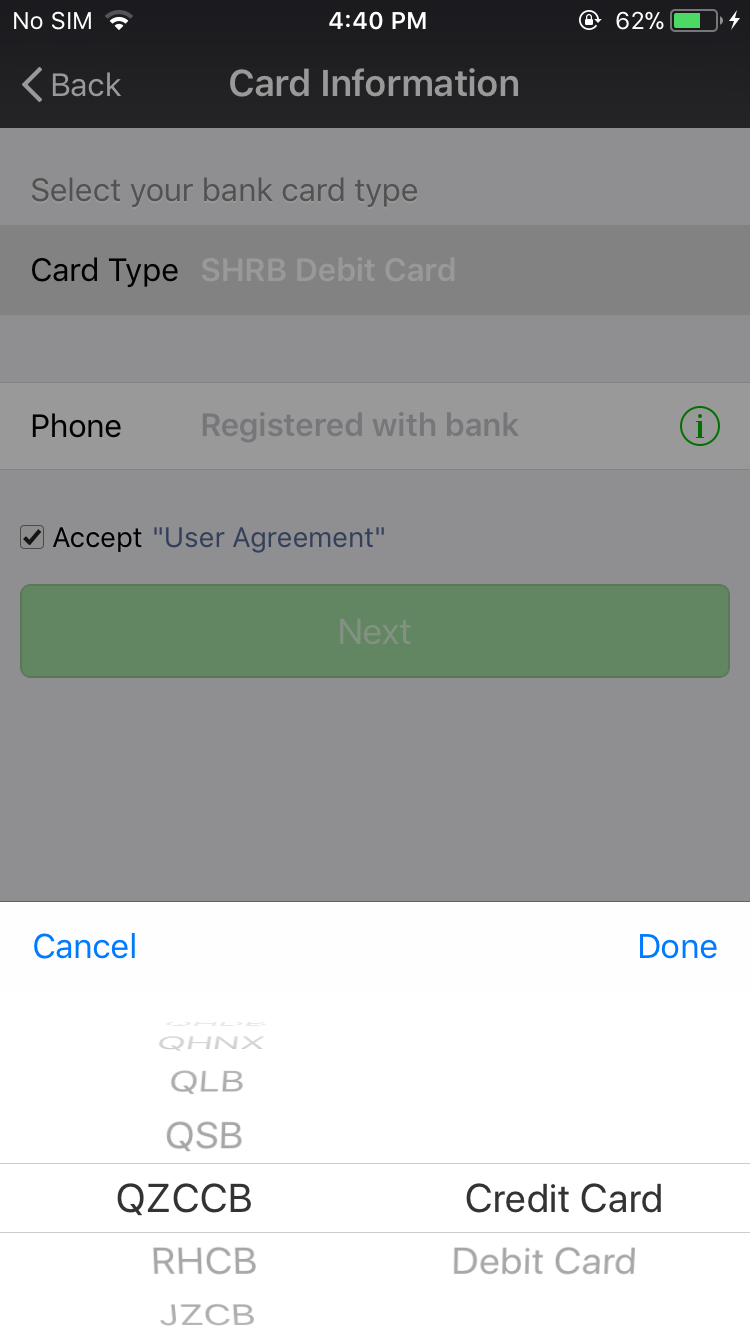 No SIM 4:40 PM 62%
Back Card Information
Select your bank card type
Card Type SHRB Debit Card
Phone Registered with bank i
Accept "User Agreement"
Next
Cancel Done
QHNX
QLB
QSB
QZCCB Credit Card
RHCB Debit Card
JZCB